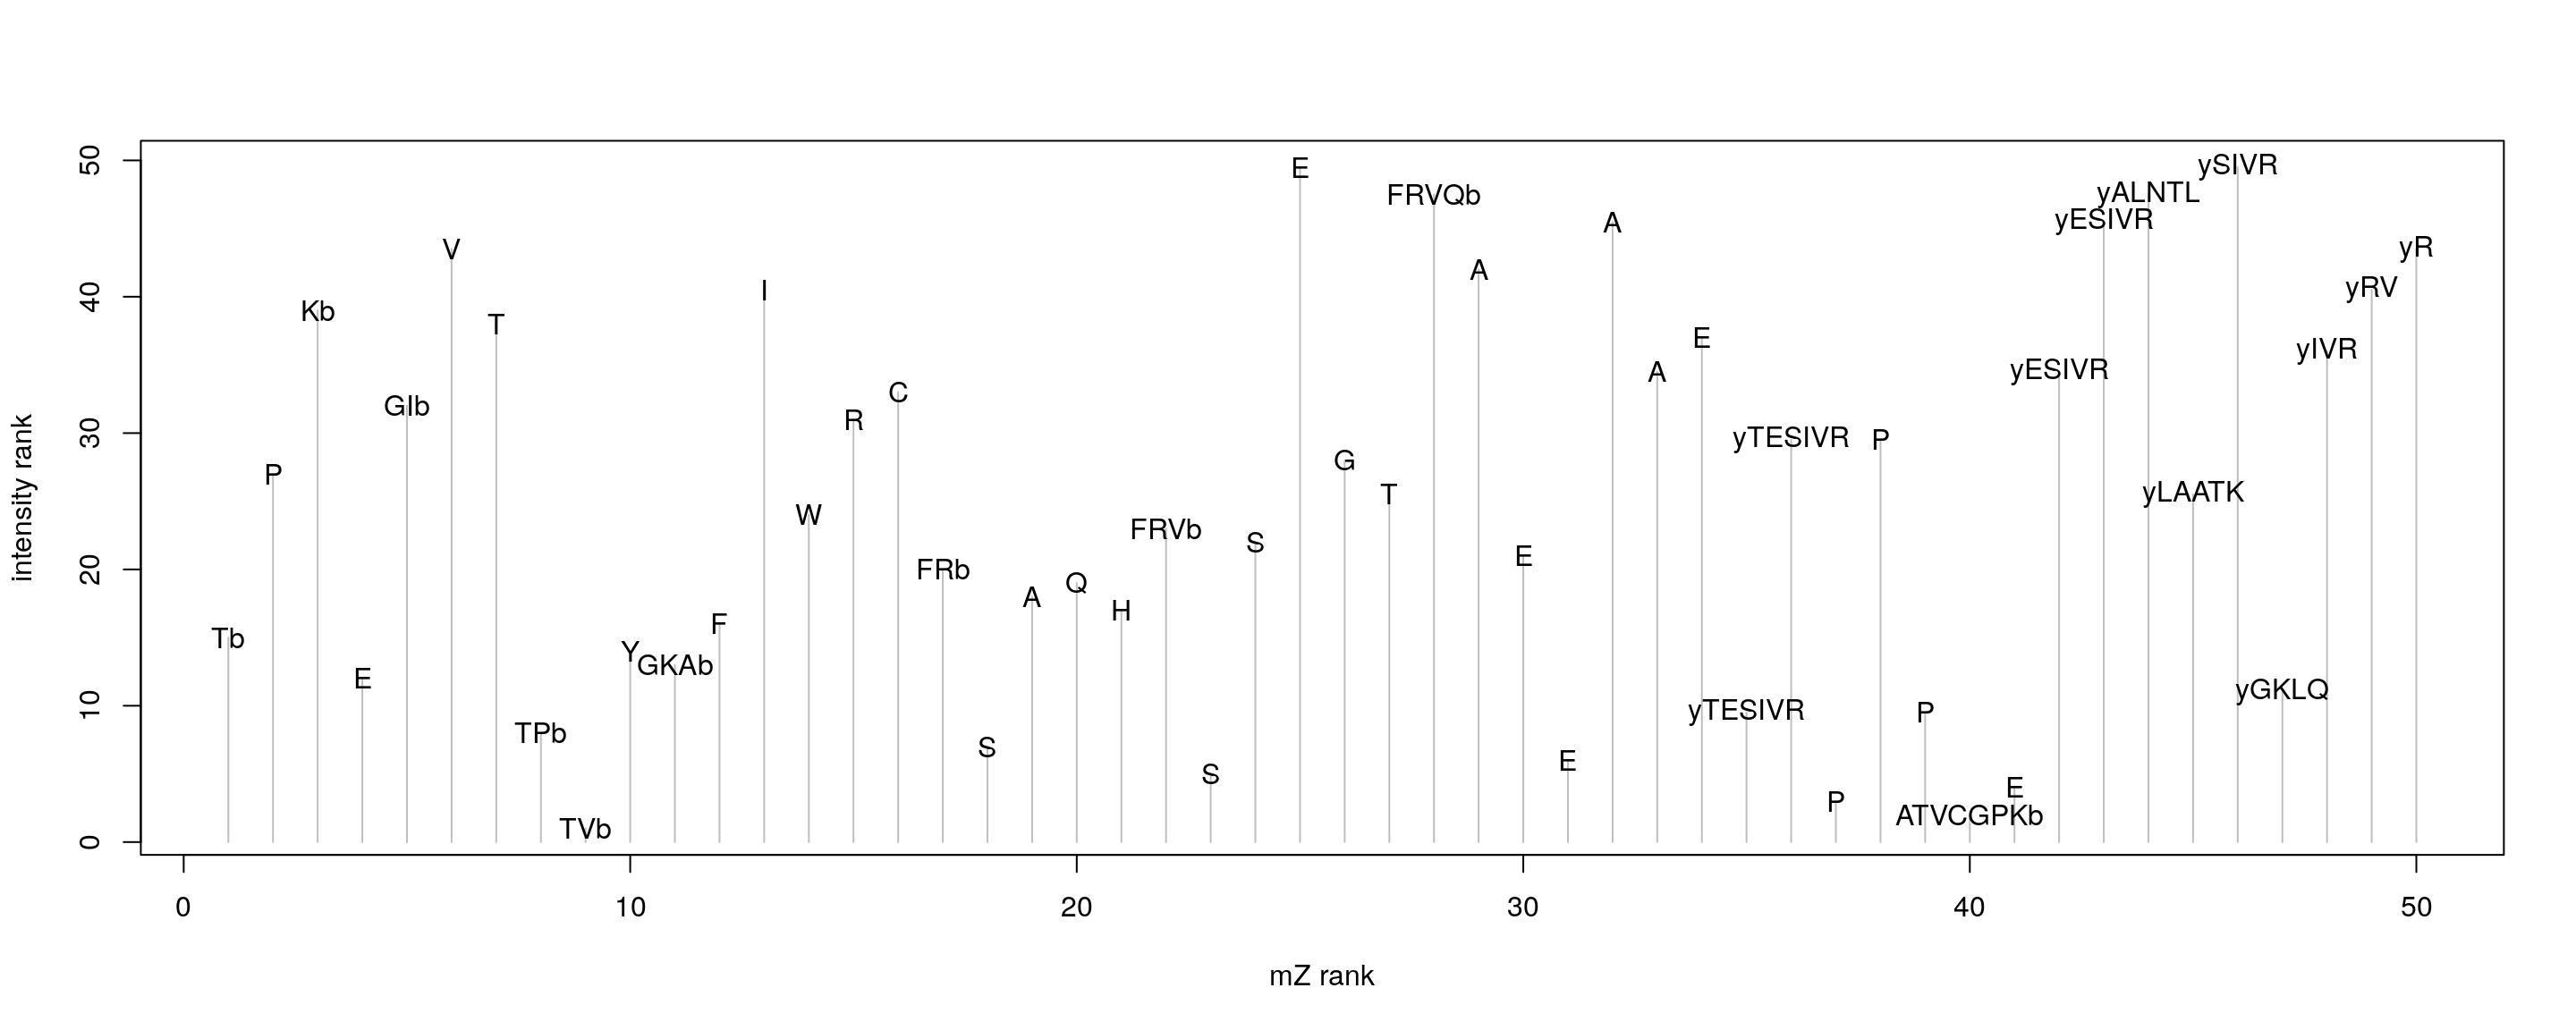 50
40
30
20
10
0
intensity rank
Tb
P
Kb
E
GIb
V
T
TPb
TVb
Y
GKAb
F
I
W
R
C
FRb
S
A
Q
H
FRVb
S
S
E
G
T
FRVQb
A
E
E
A
A
E
yTESIVR
yTESIVR
P
P
P
ATVCGPKb
E
yESIVR
yESIVR
yALNTL
yLAATK
ySIVR
yGKLQ
yIVR
yRV
yR
0 10 20 30 40 50
mZ rank